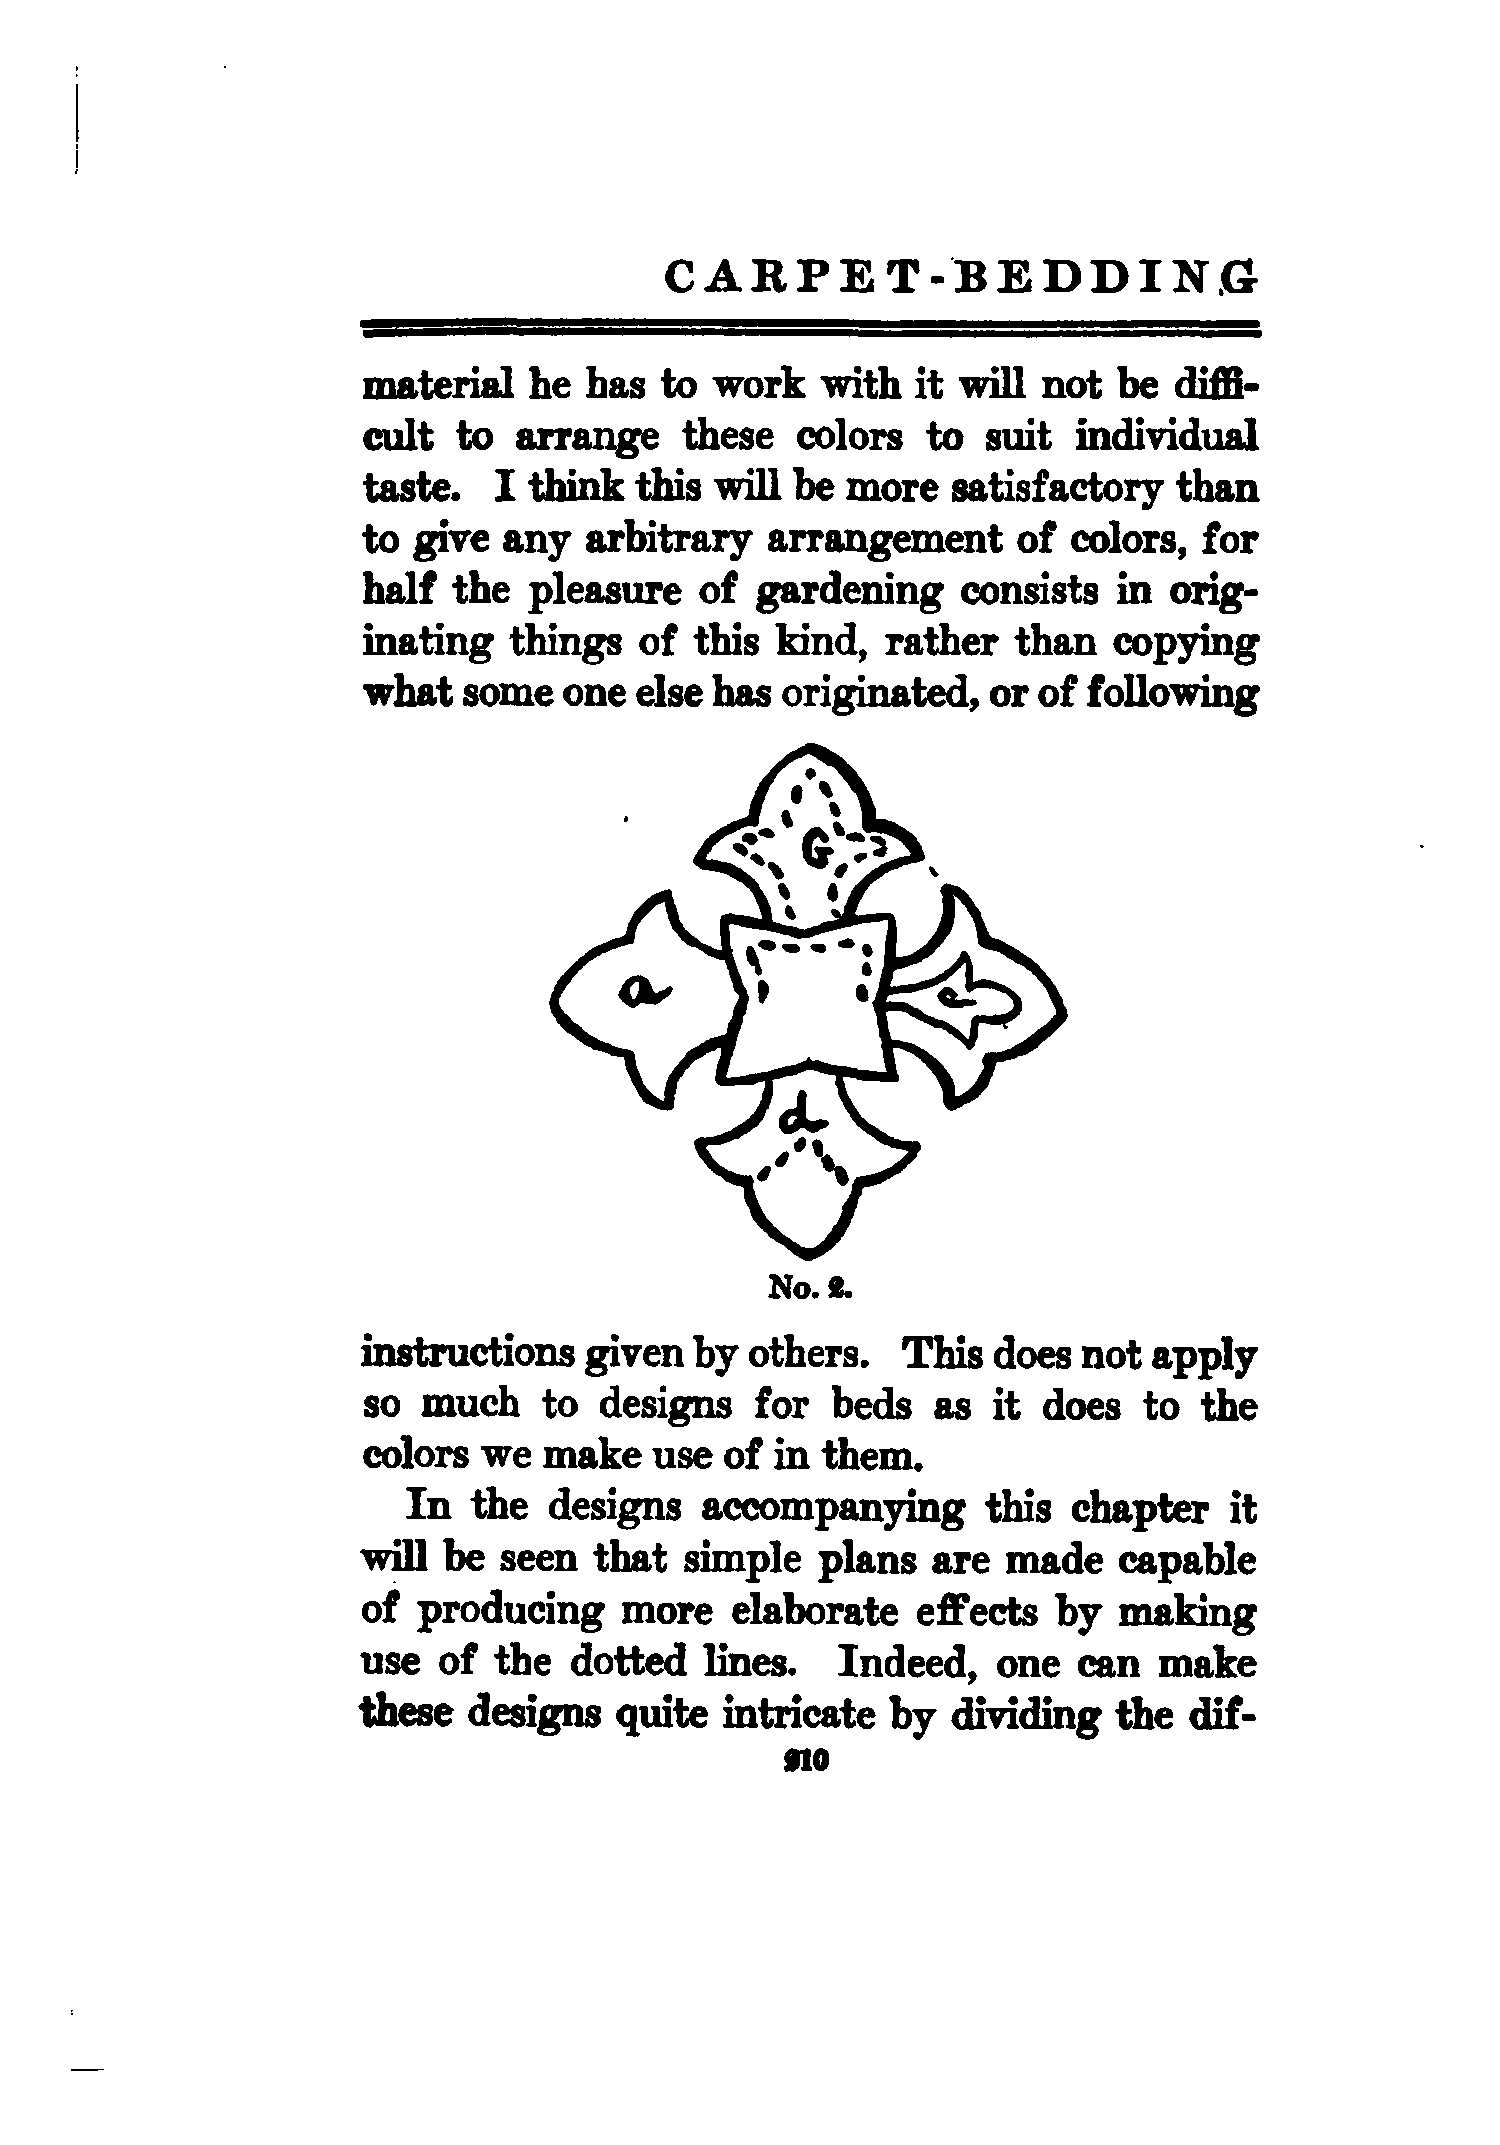 CARPET-BEDDING
material he has to work with it will not be diffi-
cult to arrange these colors to suit individual
taste. I think this will be more satisfactory than
to give any arbitrary arrangement of colors, for
half the pleasure of gardening consists in orig-
inating things of this kind, rather than copying
what some one else has originated, or of following
G
a
e
d
No. 2.
instructions given by others. This does not apply
so much to designs for beds as it does to the
colors we make use of in them.
In the designs accompanying this chapter it
will be seen that simple plans are made capable
of producing more elaborate effects by making
use of the dotted lines. Indeed, one can make
these designs quite intricate by dividing the dif-
210